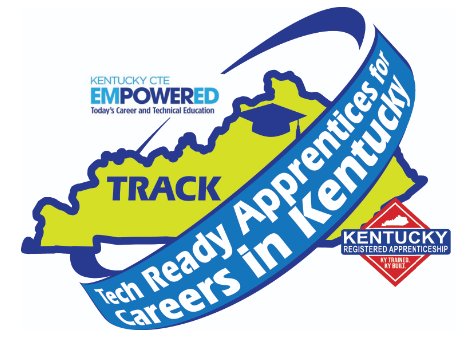 KENTUCKY CTE
EMPOWERED
Today's Career and Technical Education
TRACK
Tech Ready Apprentices for
Careers in Kentucky
KENTUCKY
REGISTERED APPRENTICESHIP
KY TRAINED.
KY BUILT.